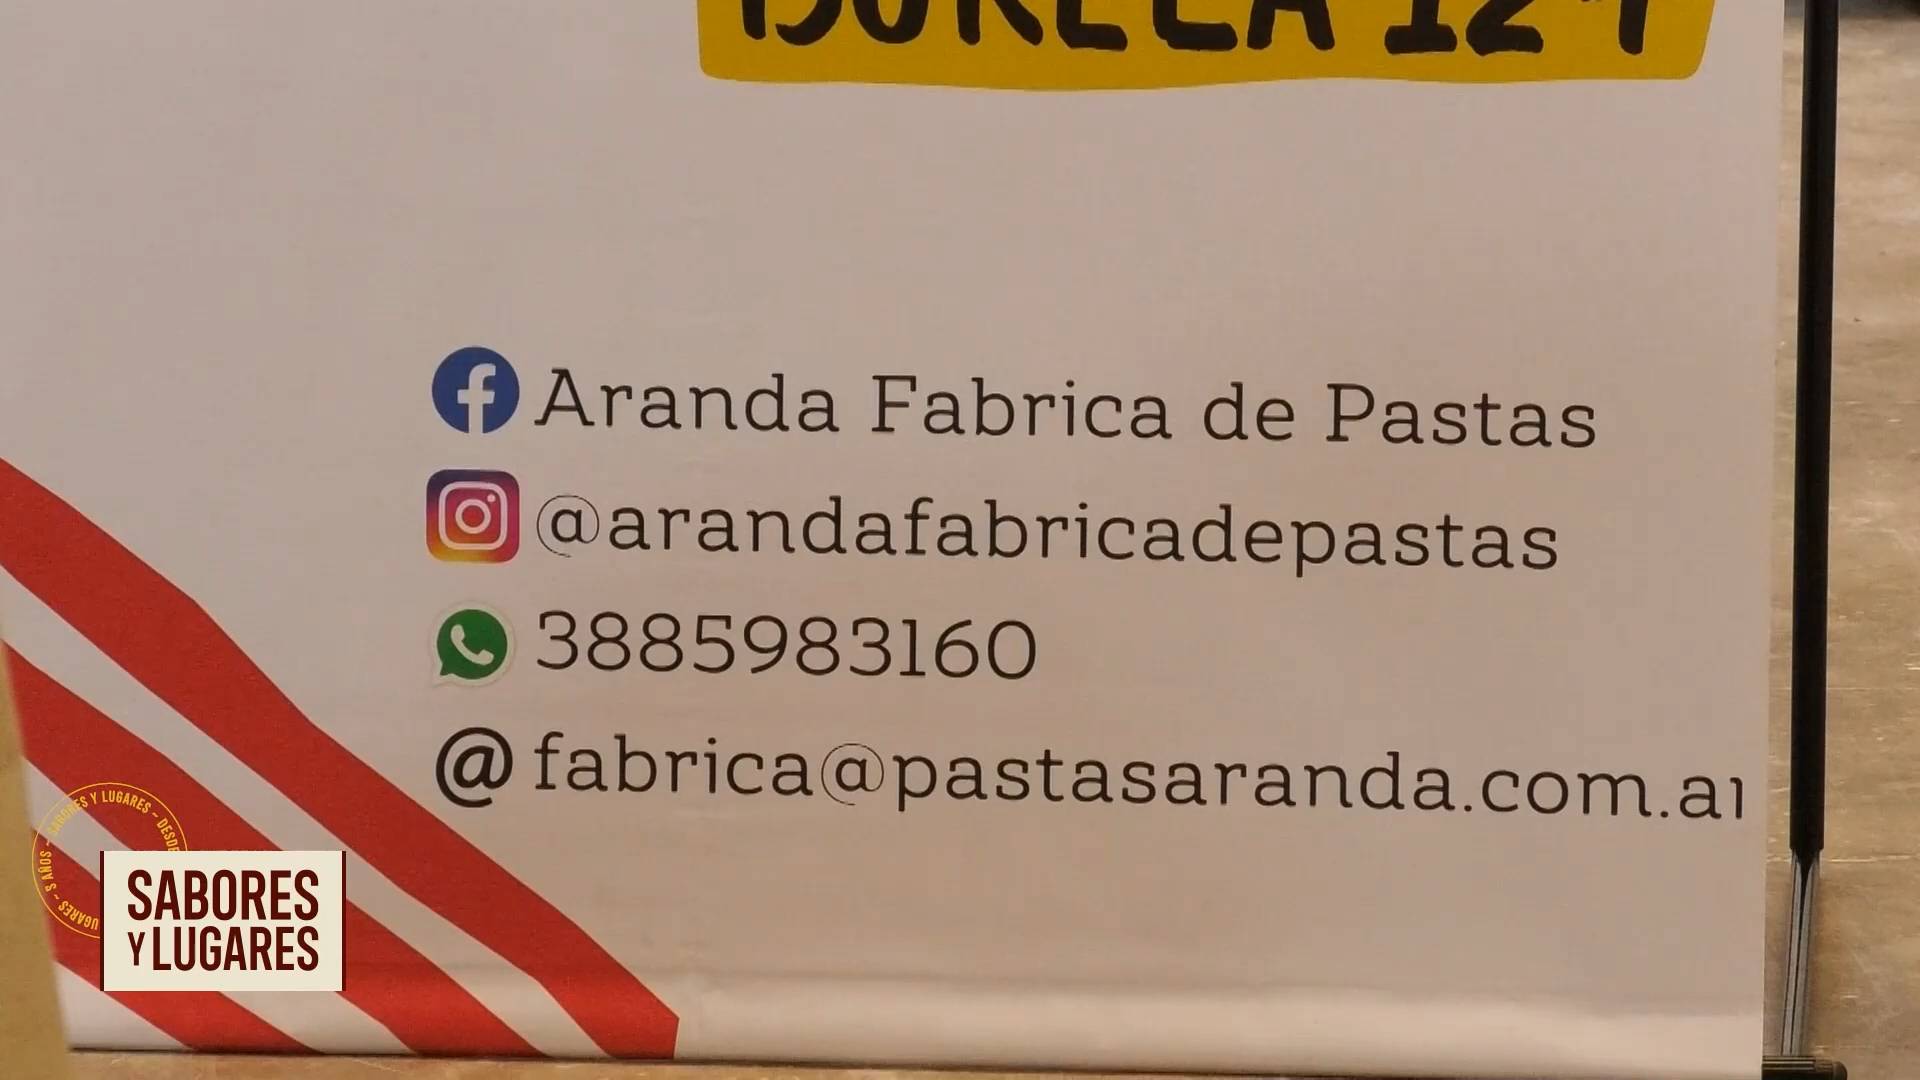 Aranda Fabrica de Pastas
@arandafabricadepastas
3885983160
@ fabrica@pastasaranda.com.ar
SABORES
Y LUGARES